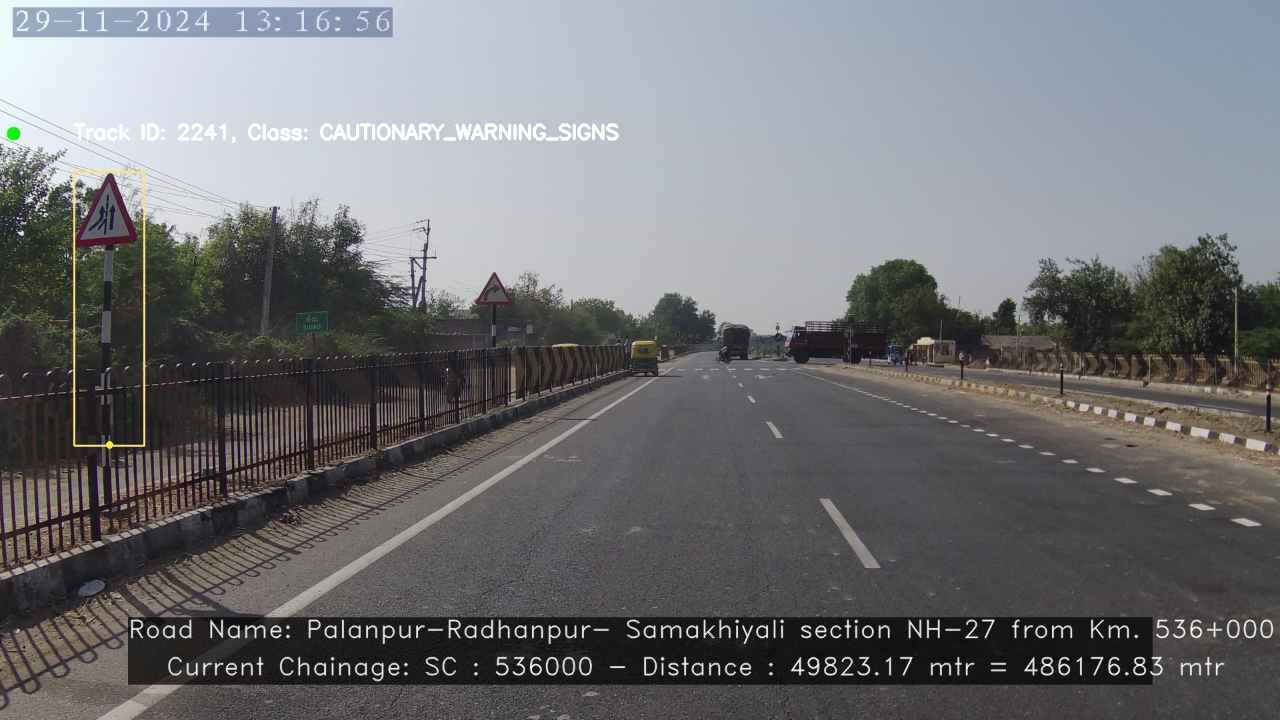 29-11-2024 13:16:56
Track ID: 2241, Class: CAUTIONARY_WARNING_SIGNS
Road Name: Palanpur-Radhanpur- Samakhiyali section NH-27 from Km. 536+000
Current Chainage: SC : 536000 - Distance : 49823.17 mtr = 486176.83 mtr